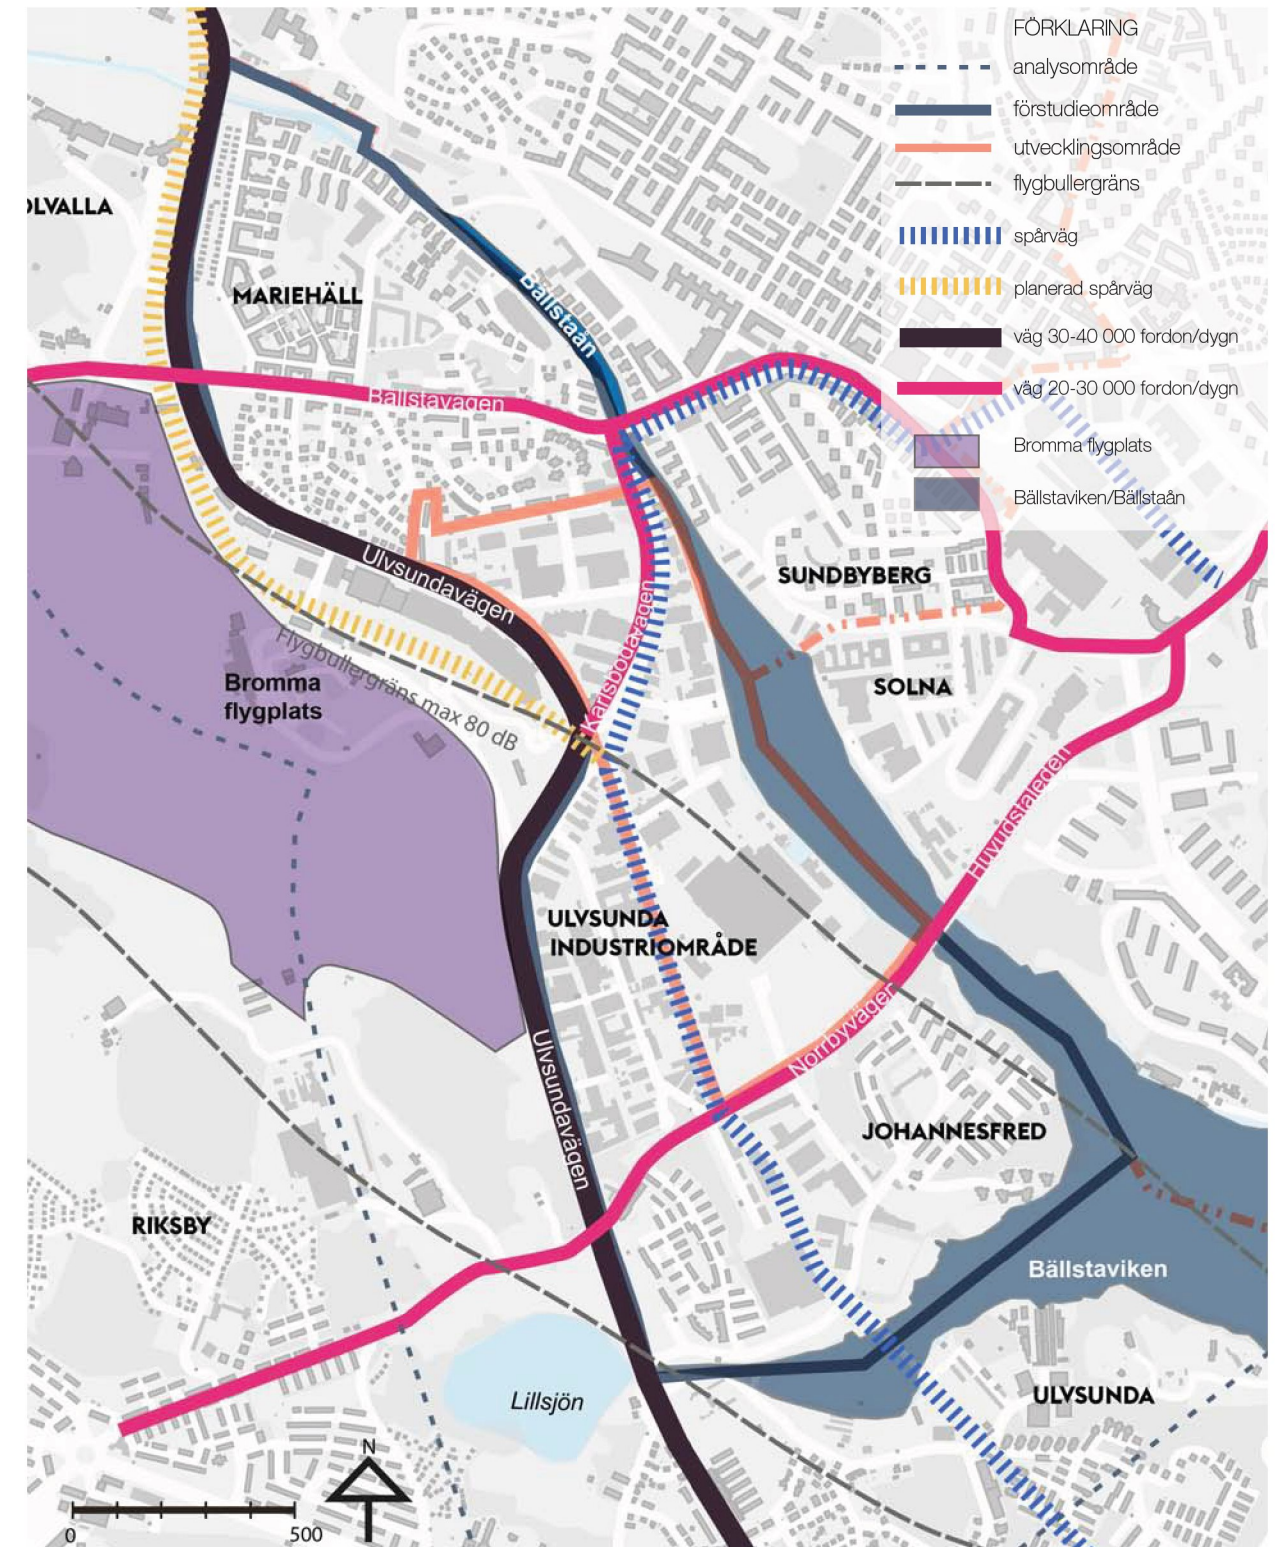 FÖRKLARING
analysområde
förstudieområde
utvecklingsområde
flygbullergräns
spårväg
planerad spårväg
väg 30-40 000 fordon/dygn
väg 20-30 000 fordon/dygn
Bromma flygplats
Bällstaviken/Bällstaån
OLVALLA
MARIEHÄLL
Bällstaån
Bällstavägen
Ulvsundavägen
Karlsbodavägen
SUNDBYBERG
Flygbullergräns max 80 dB
Bromma
flygplats
SOLNA
Huvudstaleden
ULVSUNDA
INDUSTRIOMRÅDE
Norrbyväger
Ulvsundavägen
JOHANNESFRED
RIKSBY
Bällstaviken
Lillsjön
ULVSUNDA
N
0 500